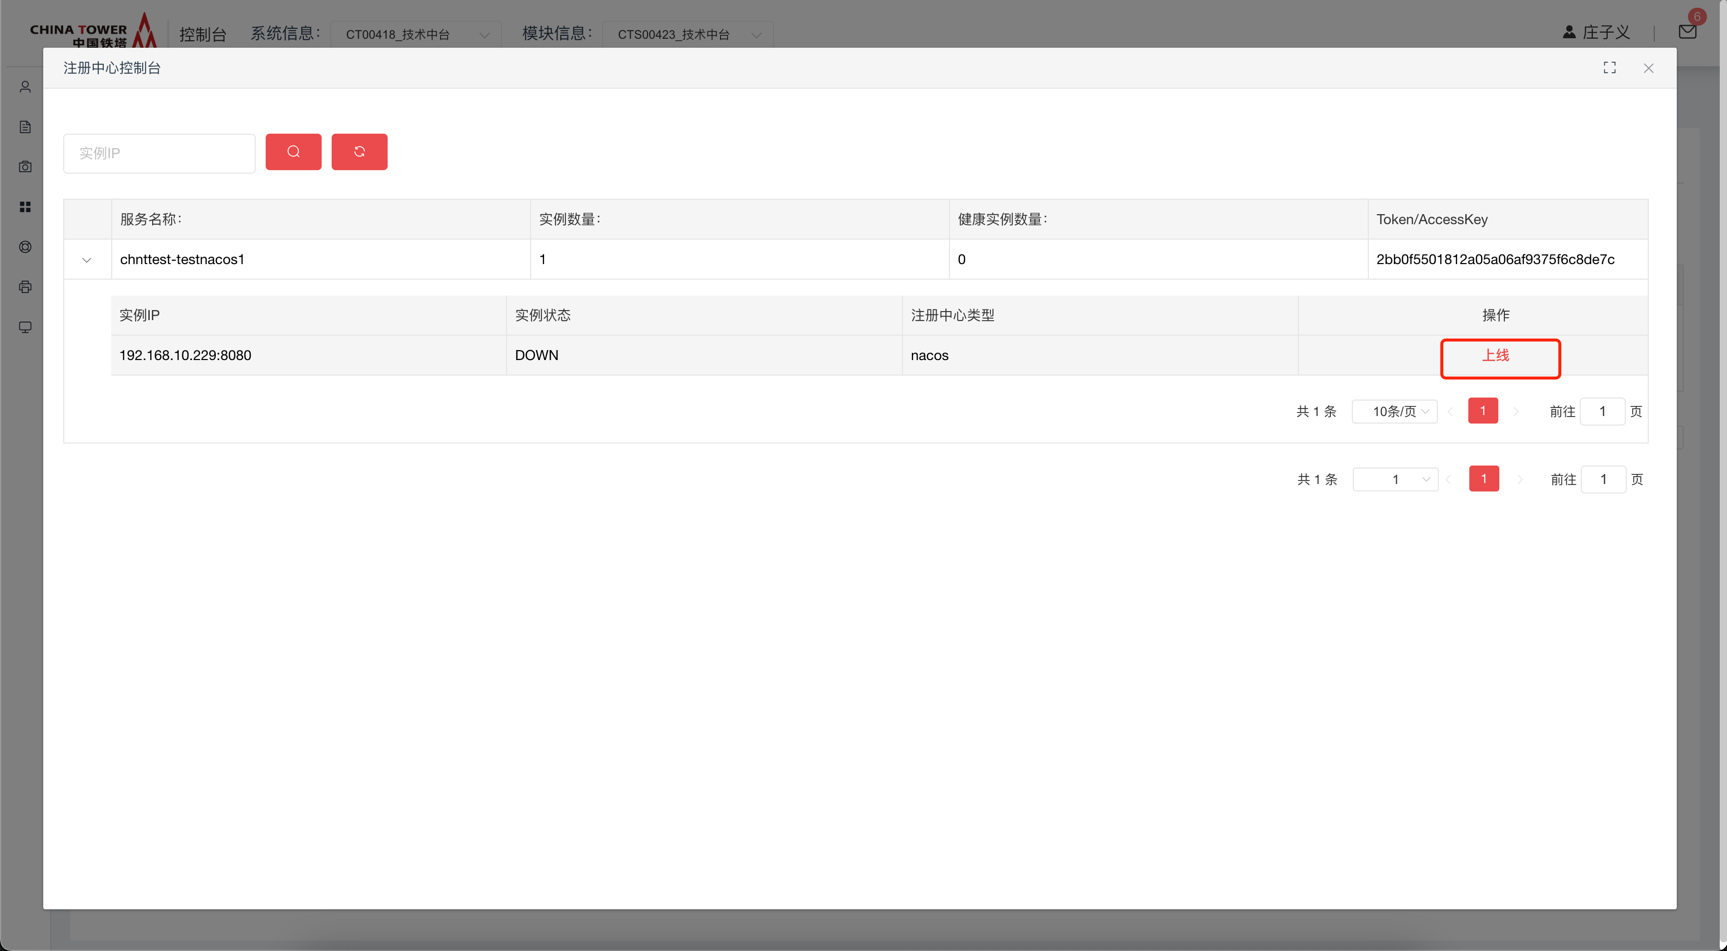 CHINA TOWER
中国铁塔
控制台
系统信息：
CT00418_技术中台
模块信息：
CTS00423_技术中台
庄子义
6
注册中心控制台
实例IP
服务名称：
实例数量：
健康实例数量：
Token/AccessKey
chnttest-testnacos1
1
0
2bb0f5501812a05a06af9375f6c8de7c
实例IP
实例状态
注册中心类型
操作
192.168.10.229:8080
DOWN
nacos
上线
共 1 条
10条/页
1
前往
1
页
共 1 条
1
1
前往
1
页